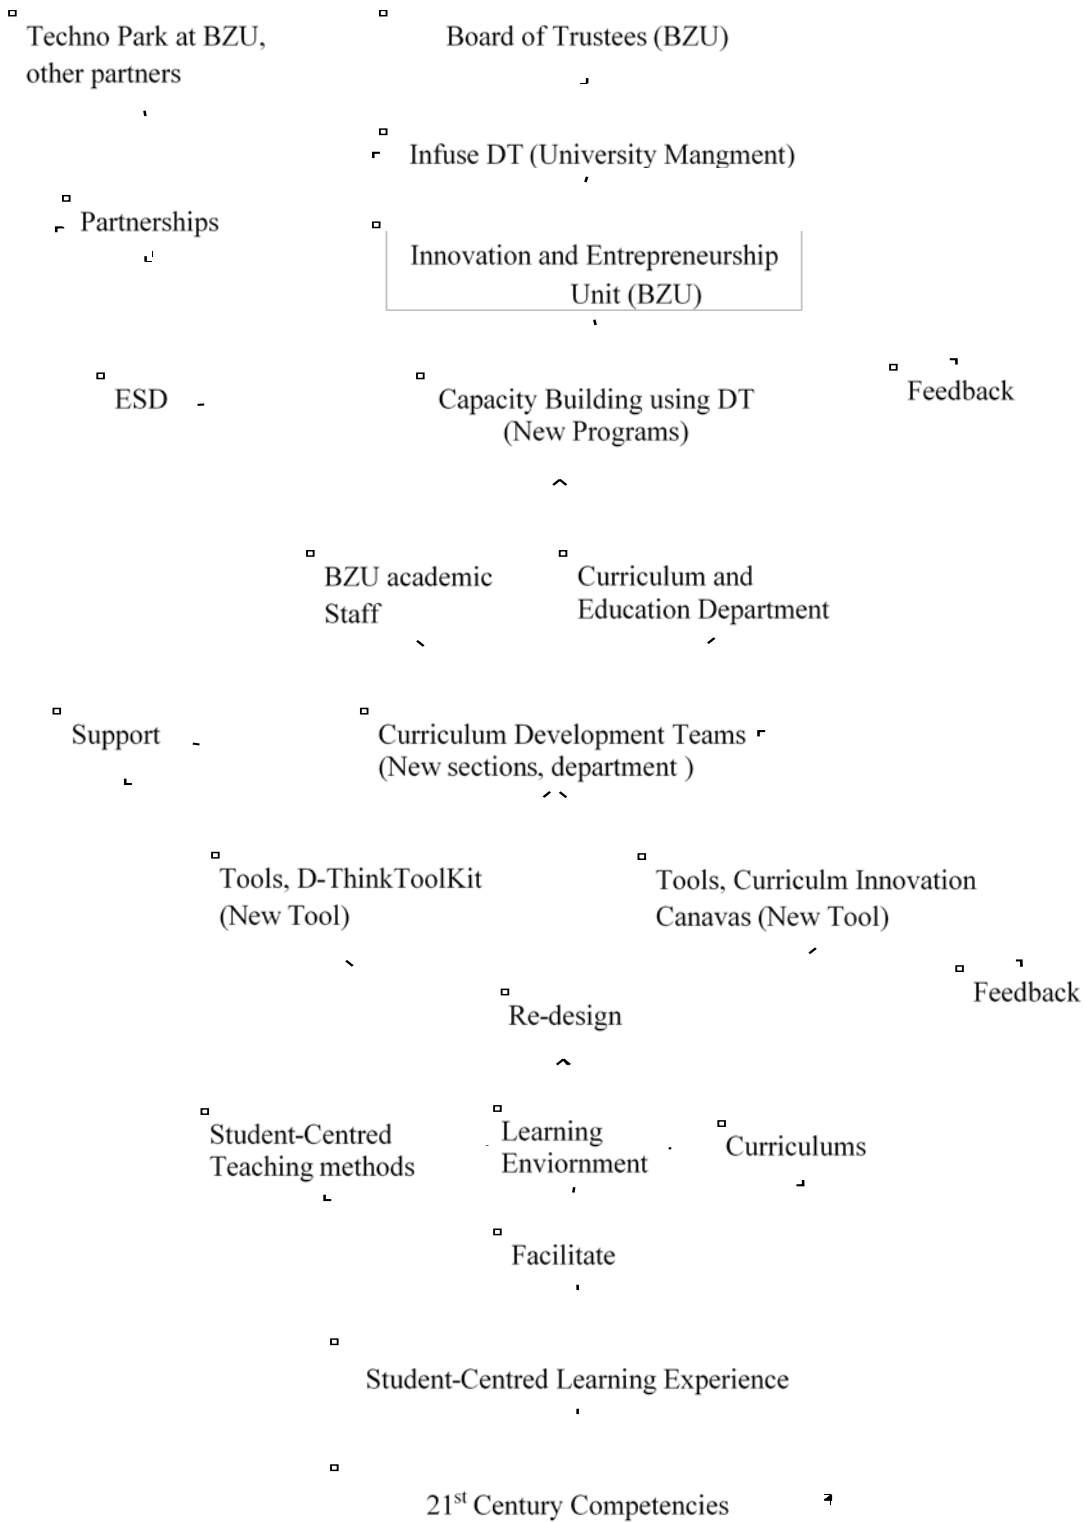 Techno Park at BZU,
other partners
Board of Trustees (BZU)
Infuse DT (University Mangment)
Partnerships
Innovation and Entrepreneurship
Unit (BZU)
ESD
Capacity Building using DT
(New Programs)
Feedback
BZU academic
Staff
Curriculum and
Education Department
Support
Curriculum Development Teams
(New sections, department )
Tools, D-ThinkToolKit
(New Tool)
Tools, Curriculm Innovation
Canavas (New Tool)
Feedback
Re-design
Student-Centred
Teaching methods
Learning
Enviornment
Curriculums
Facilitate
Student-Centred Learning Experience
21st Century Competencies